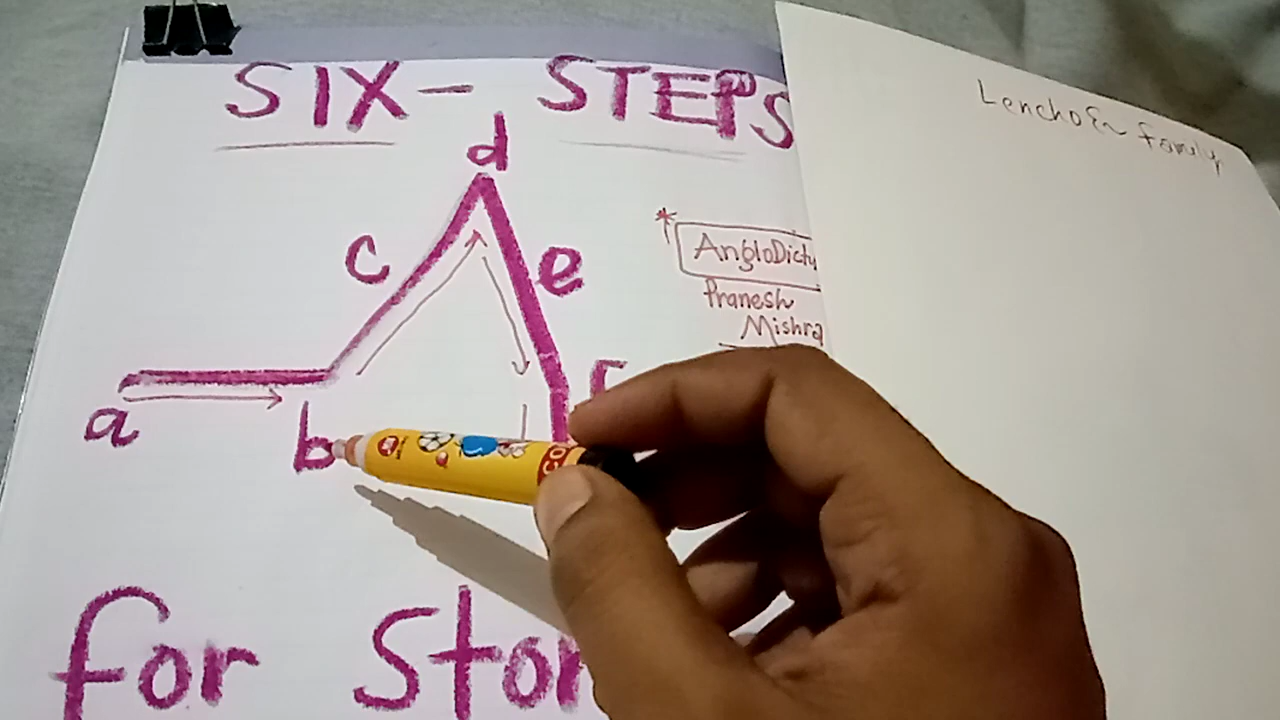 SIX - STEPS
Lencho & Family
d
c
e
* AngloDict
Pranesh
Mishra
a
b
for Stor